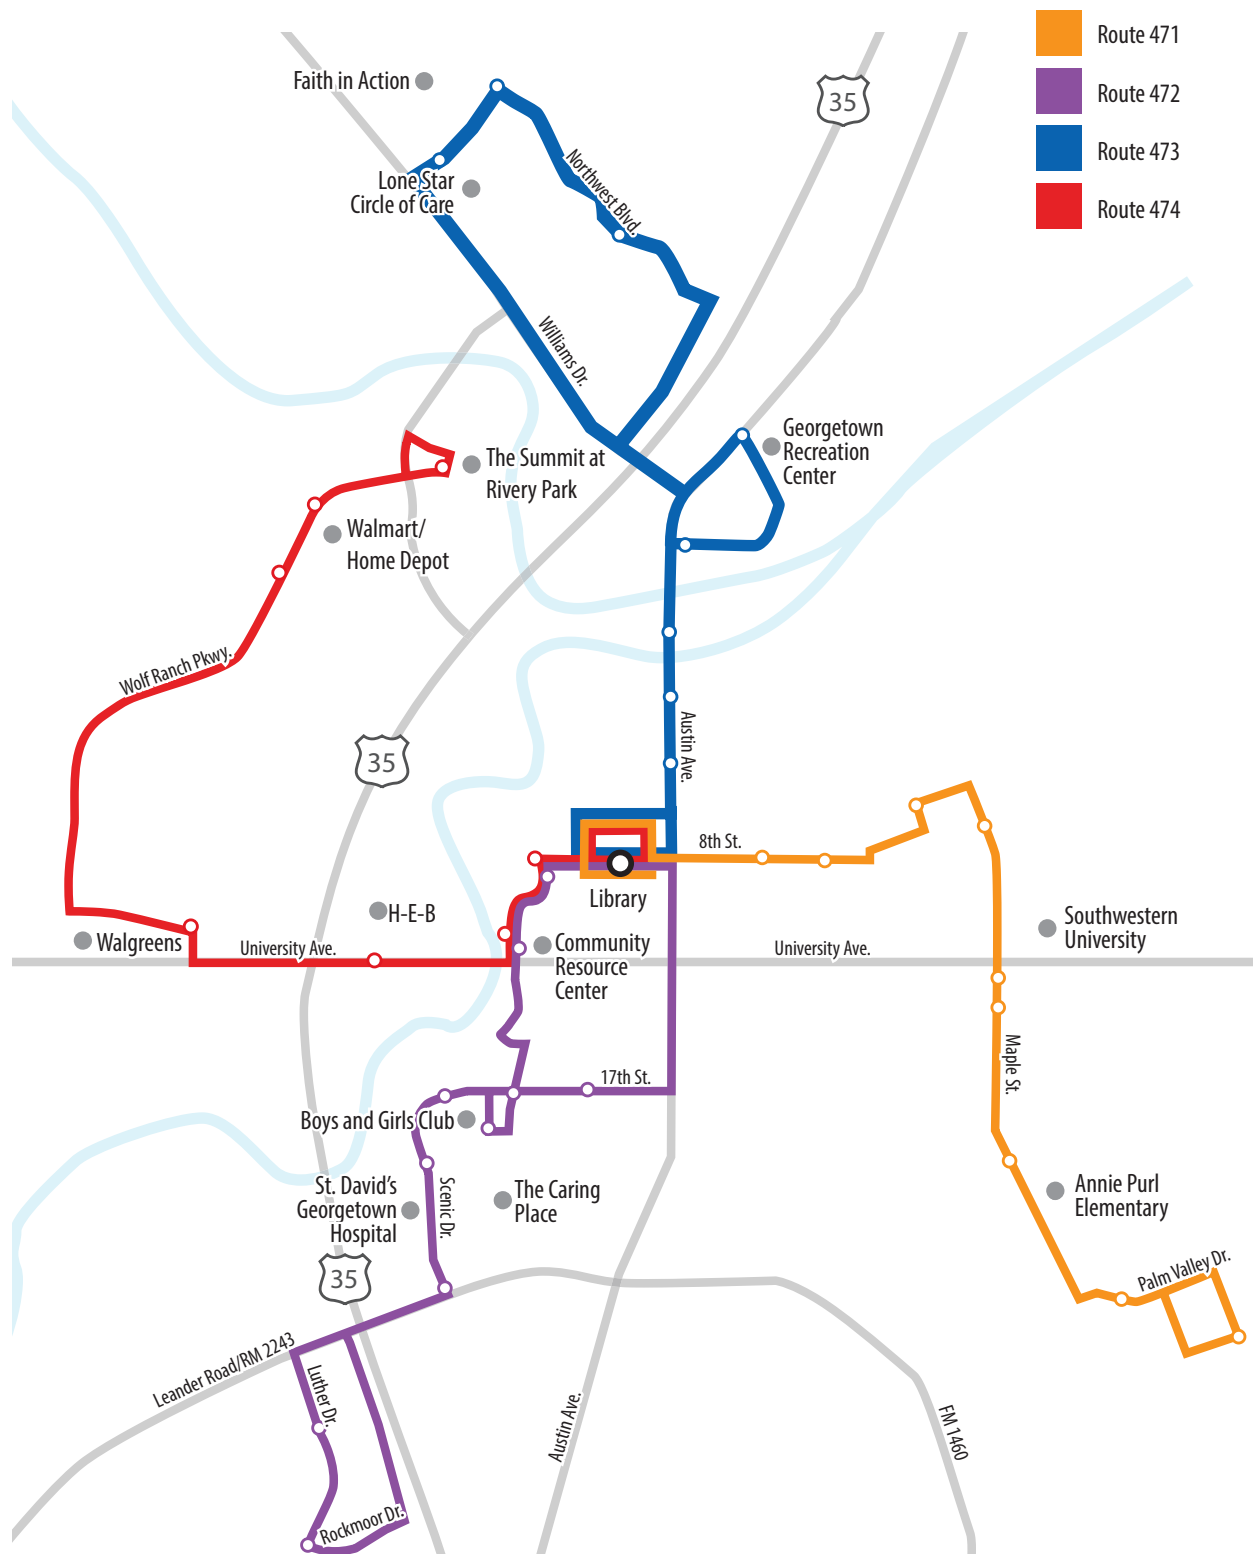 Route 471
Route 472
Route 473
Route 474
Faith in Action
35
Lone Star
Circle of Care
Northwest Blvd.
Williams Dr.
Georgetown
Recreation
Center
The Summit at
Rivery Park
Walmart/
Home Depot
Wolf Ranch Pkwy.
35
Austin Ave.
8th St.
Library
H-E-B
Walgreens
University Ave.
Community
Resource
Center
University Ave.
Southwestern
University
Maple St.
17th St.
Boys and Girls Club
St. David's
Georgetown
Hospital
Scenic Dr.
The Caring
Place
Annie Purl
Elementary
Palm Valley Dr.
35
Leander Road/RM 2243
Luther Dr.
Rockmoor Dr.
Austin Ave.
FM 1460